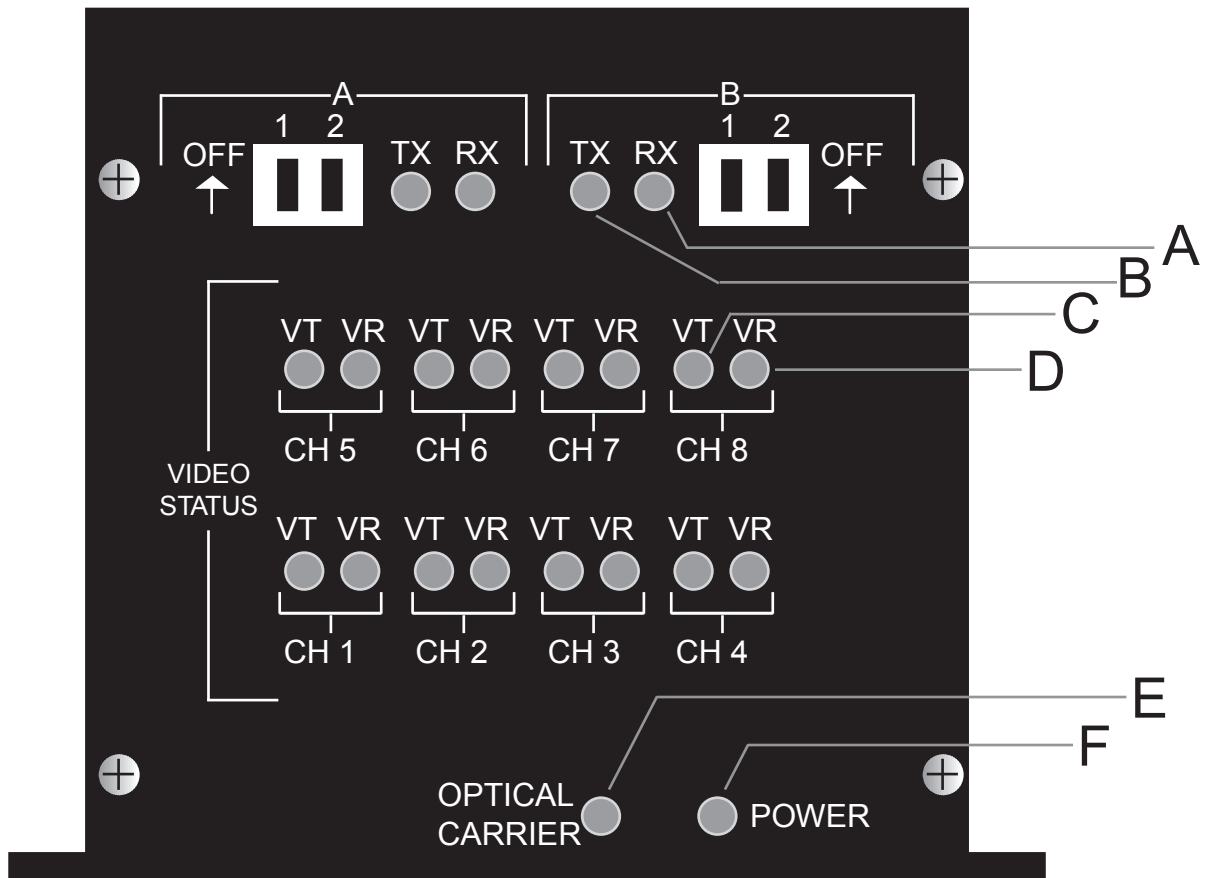 A B
1 2 1 2
OFF TX RX TX RX OFF
A
B
C
VT VR VT VR VT VR VT VR
D
CH 5 CH 6 CH 7 CH 8
VIDEO
STATUS
VT VR VT VR VT VR VT VR
CH 1 CH 2 CH 3 CH 4
E
F
OPTICAL
CARRIER
POWER